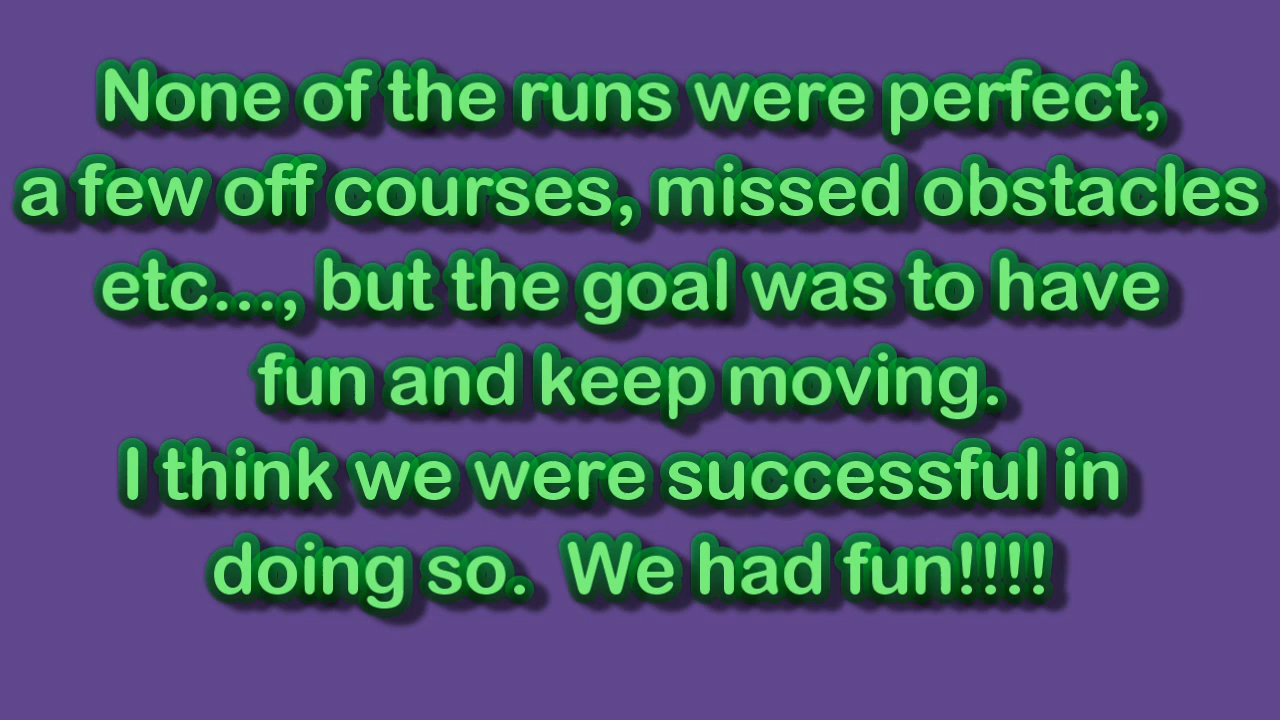 None of the runs were perfect,
a few off courses, missed obstacles
etc..., but the goal was to have
fun and keep moving.
I think we were successful in
doing so.  We had fun!!!!